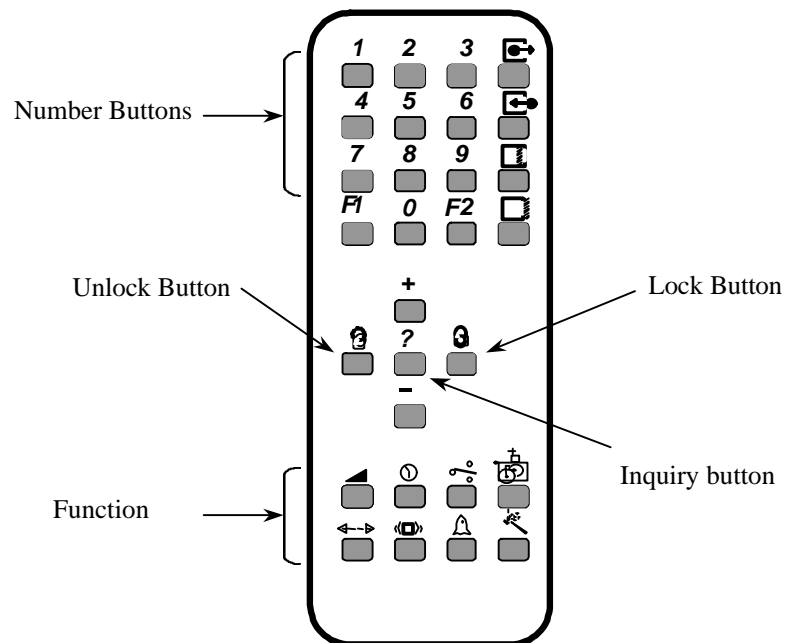 1 2 3
Number Buttons
4 5 6
7 8 9
F1 0 F2
Unlock Button
+
Lock Button
?
-
Inquiry button
Function